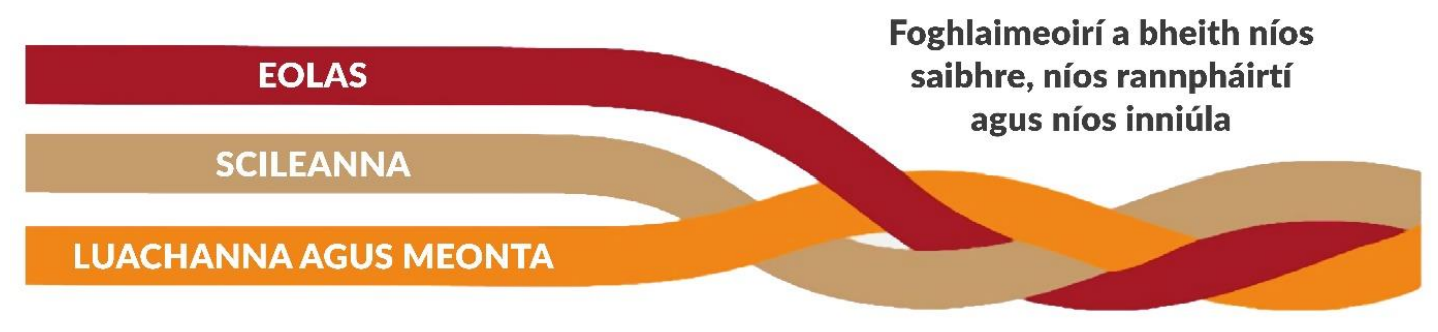 Foghlaimeoirí a bheith níos
saibhre, níos rannpháirtí
agus níos inniúla
EOLAS
SCILEANNA
LUACHANNA AGUS MEONTA